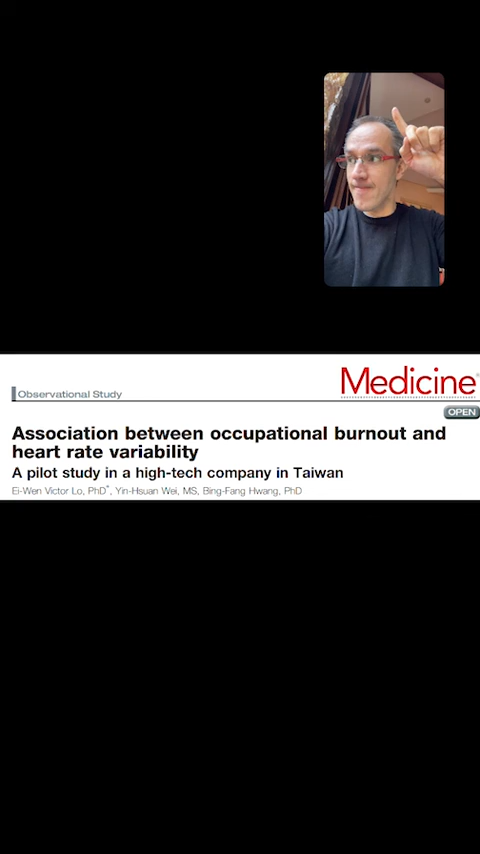 Medicine®
Observational Study
OPEN
Association between occupational burnout and
heart rate variability
A pilot study in a high-tech company in Taiwan
Ei-Wen Victor Lo, PhD*, Yin-Hsuan Wei, MS, Bing-Fang Hwang, PhD